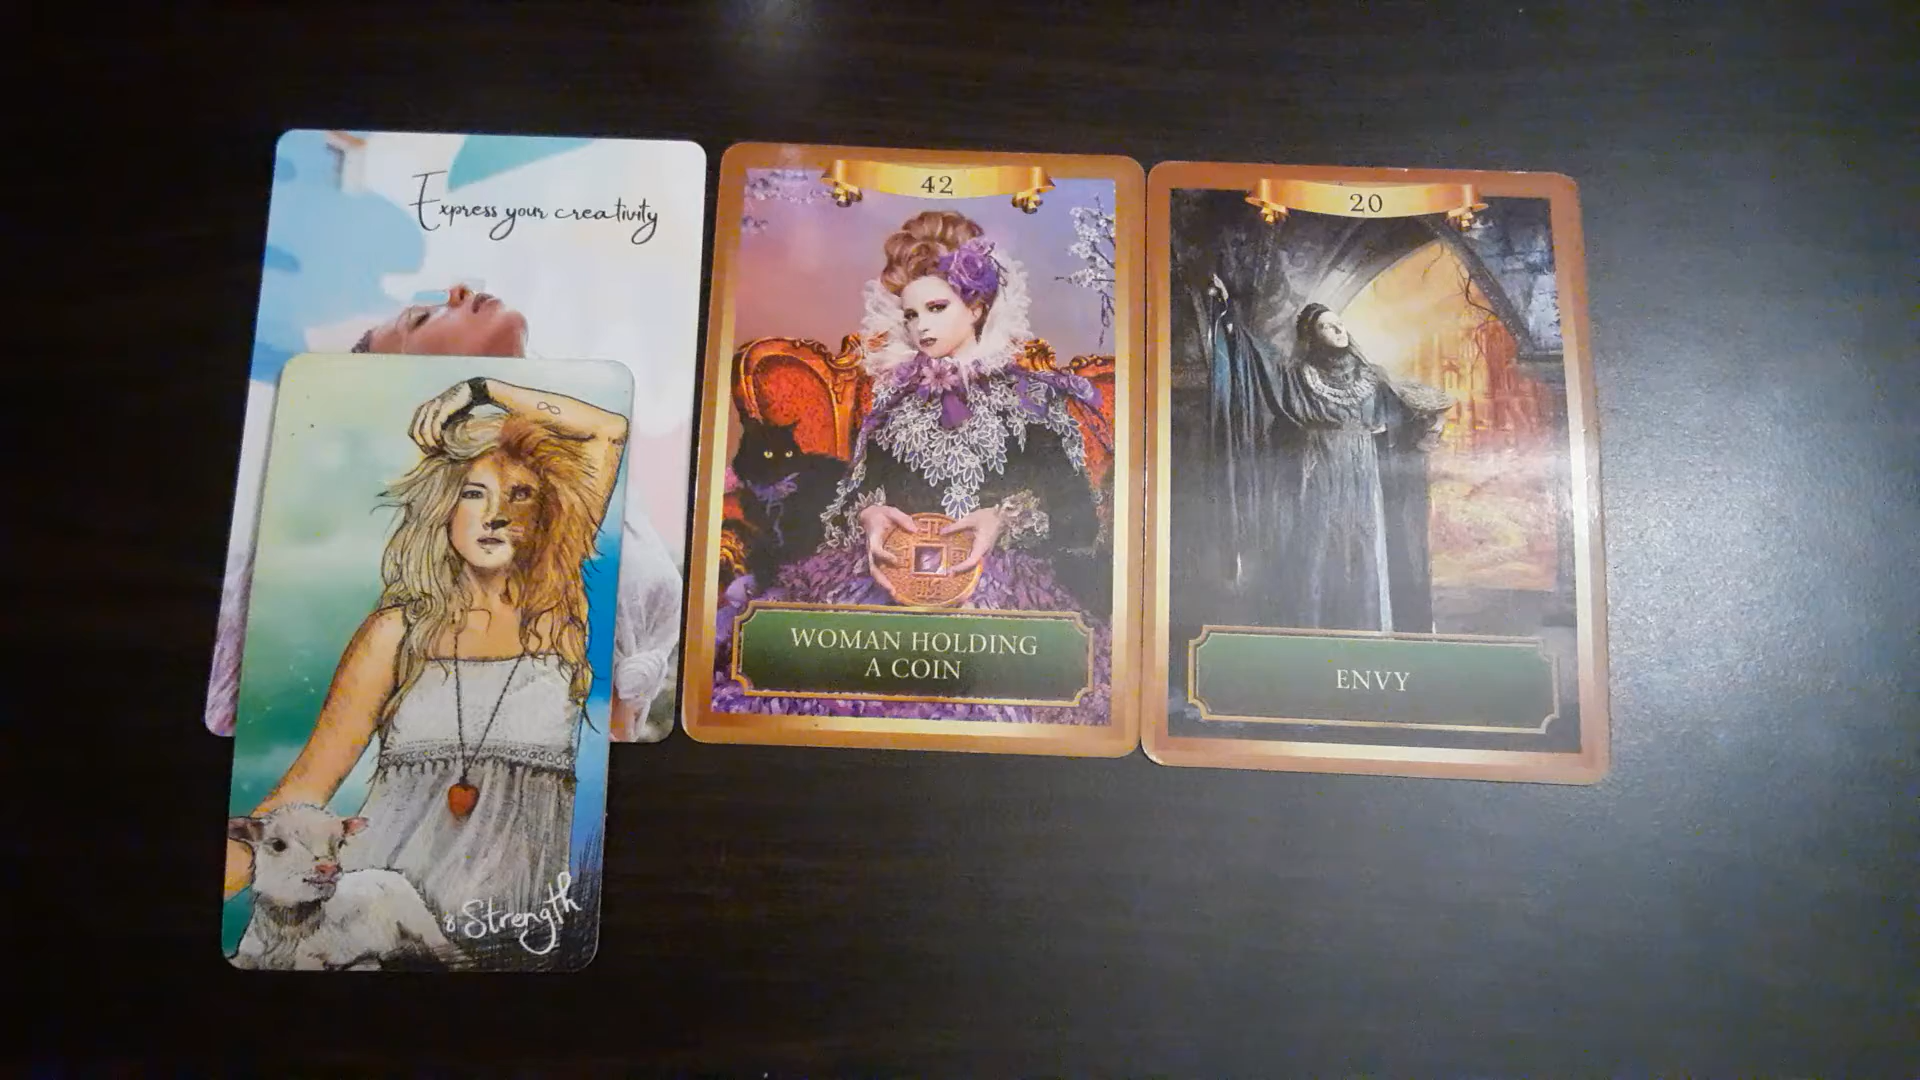 Express your creativity
8 Strength
42
WOMAN HOLDING
A COIN
20
ENVY